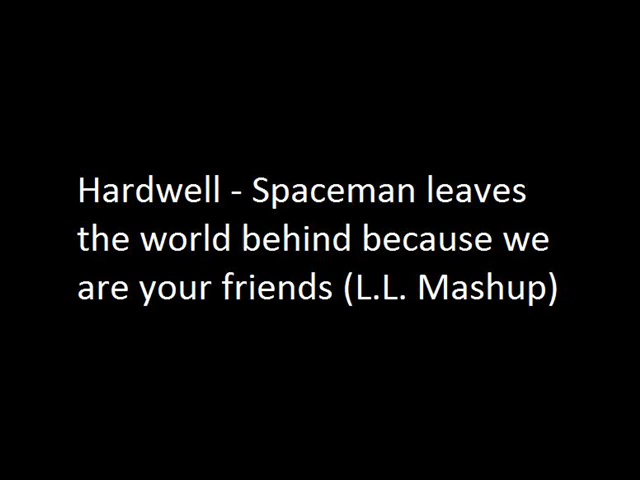 Hardwell - Spaceman leaves
the world behind because we
are your friends (L.L. Mashup)